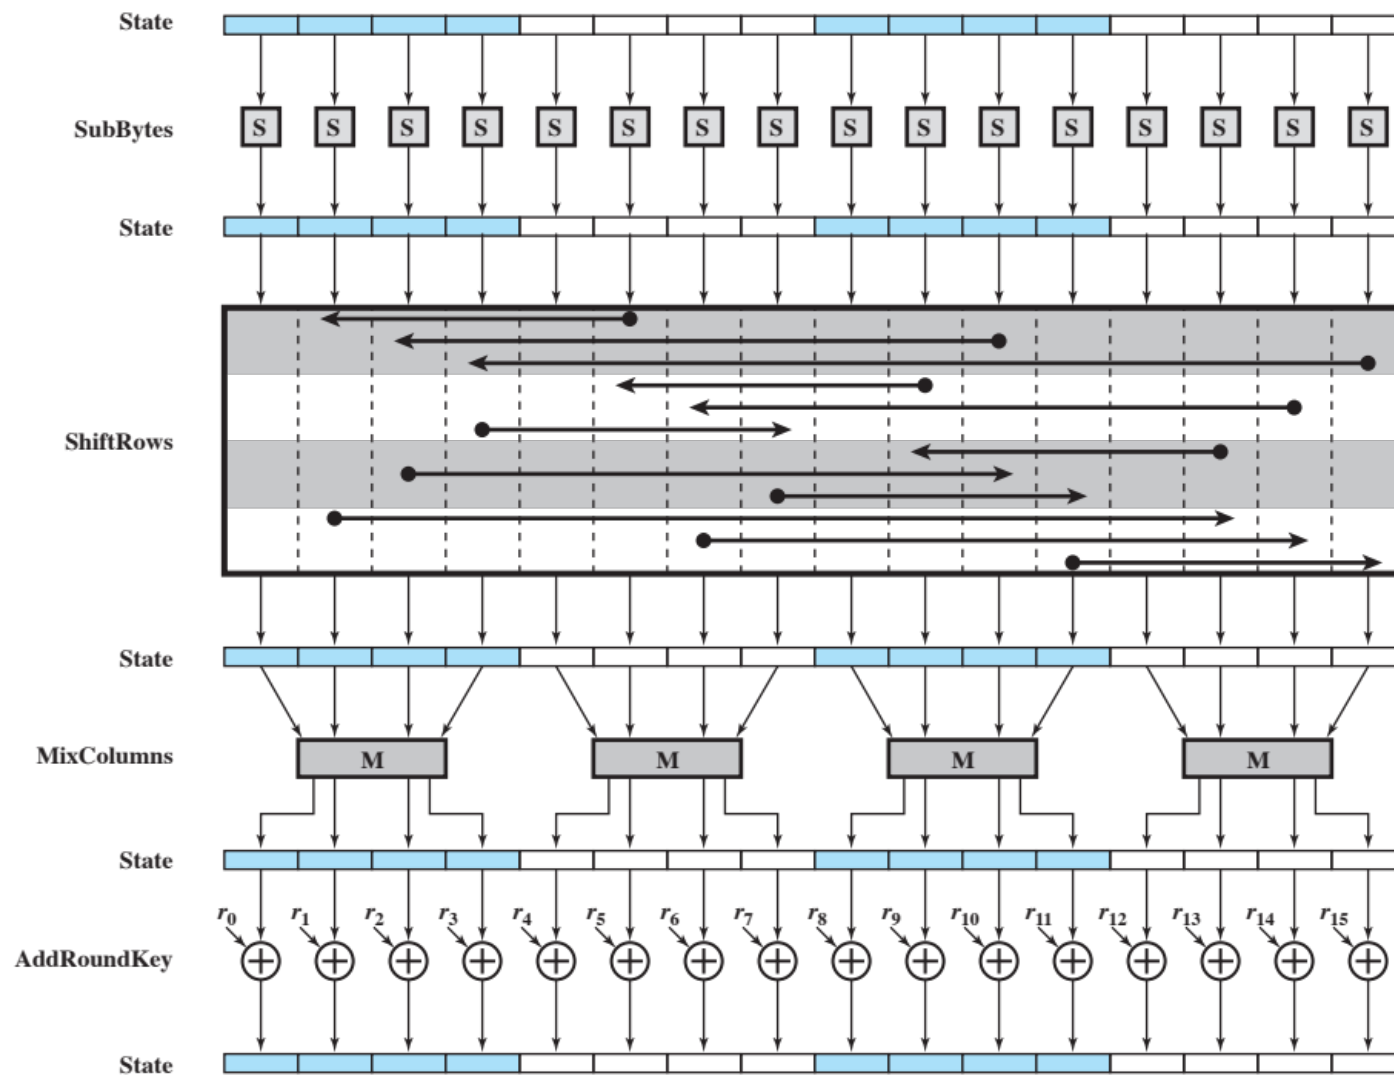 State
SubBytes S S S S S S S S S S S S S S S S
State
ShiftRows
State
MixColumns M M M M
State
r0 r1 r2 r3 r4 r5 r6 r7 r8 r9 r10 r11 r12 r13 r14 r15
AddRoundKey
State